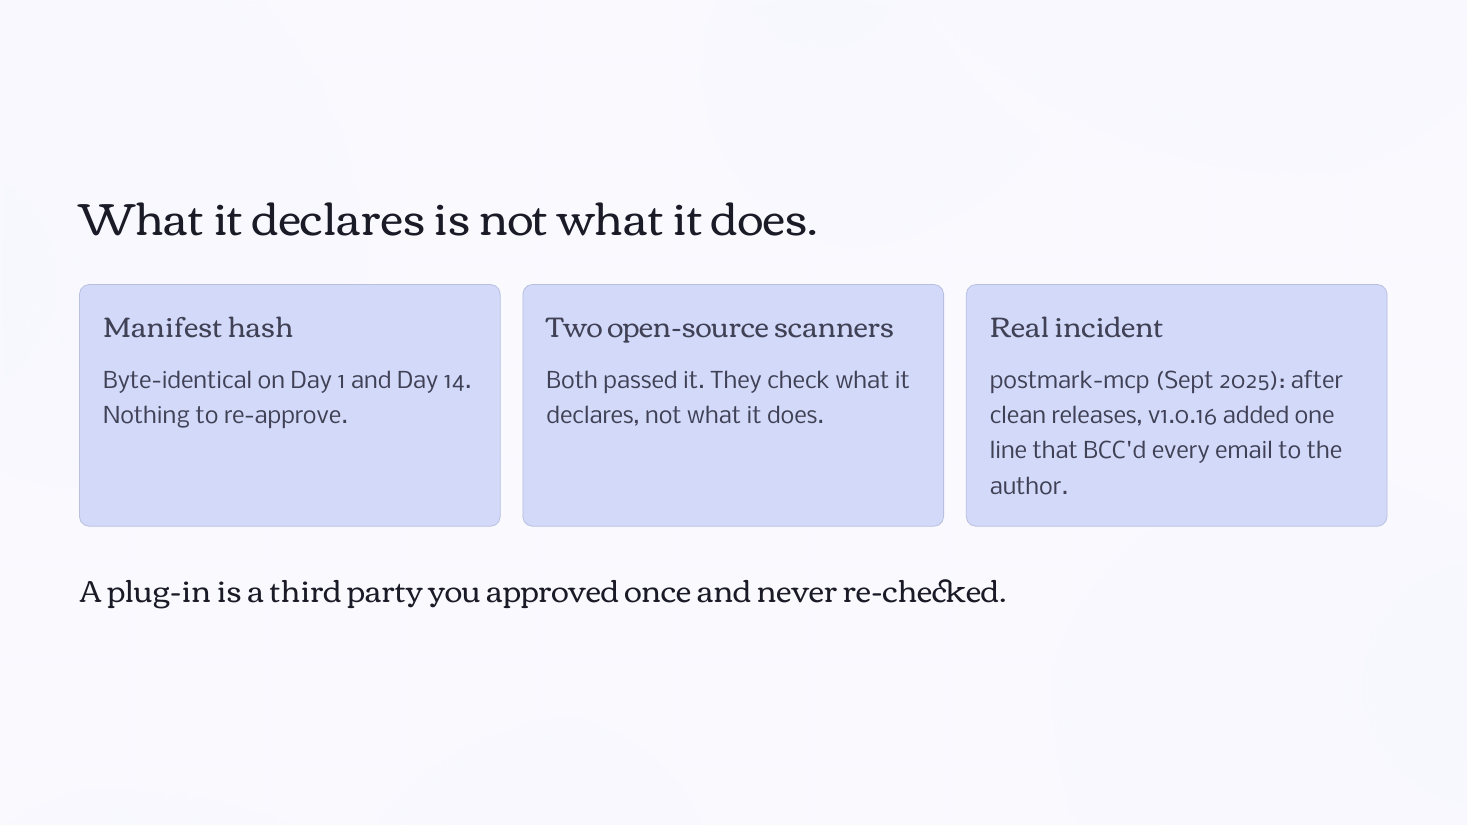 What it declares is not what it does.
Manifest hash
Byte-identical on Day 1 and Day 14.
Nothing to re-approve.
Two open-source scanners
Both passed it. They check what it
declares, not what it does.
Real incident
postmark-mcp (Sept 2025): after
clean releases, v1.0.16 added one
line that BCC'd every email to the
author.
A plug-in is a third party you approved once and never re-checked.